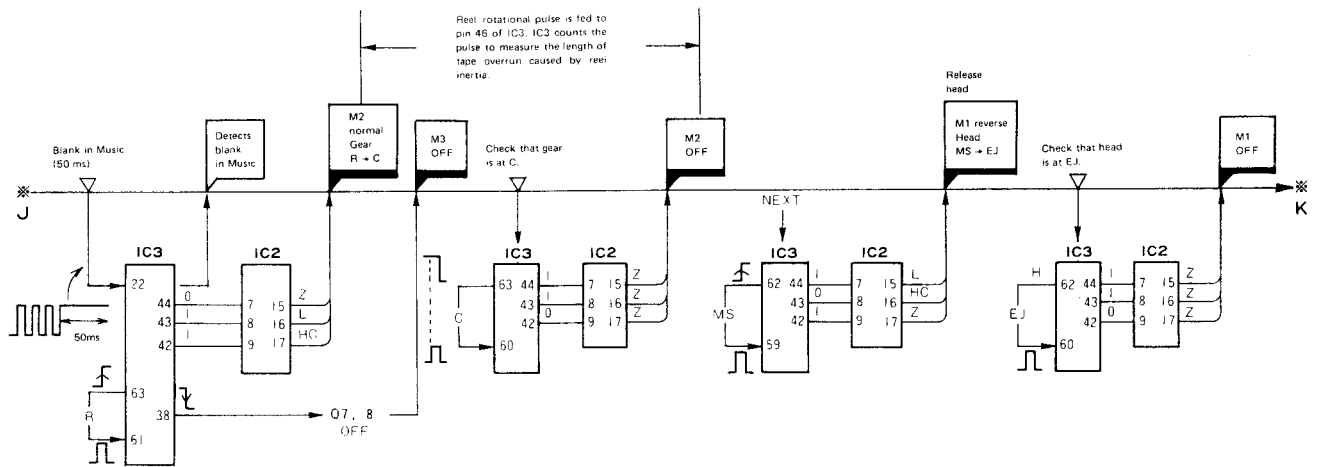 Reel rotational pulse is fed to
pin 46 of IC3. IC3 counts the
pulse to measure the length of
tape overrun caused by reel
inertia.
Blank in Music
(50 ms)
Detects
blank
in Music
M2
normal
Gear
R → C
M3
OFF
Check that gear
is at C.
M2
OFF
Release
head
M1 reverse
Head
MS → EJ
Check that head
is at EJ.
M1
OFF
※
J
※
K
NEXT
IC3
22
44
43
42
63
38
61
R
50ms
0
1
1
IC2
7
8
9
15
16
17
Z
L
HC
Q7, 8
OFF
IC3
63
44
43
42
60
C
1
1
0
IC2
7
8
9
15
16
17
Z
Z
Z
IC3
62
44
43
42
59
MS
1
0
1
IC2
7
8
9
15
16
17
L
HC
Z
IC3
H
62
44
43
42
60
EJ
1
1
0
IC2
7
8
9
15
16
17
Z
Z
Z